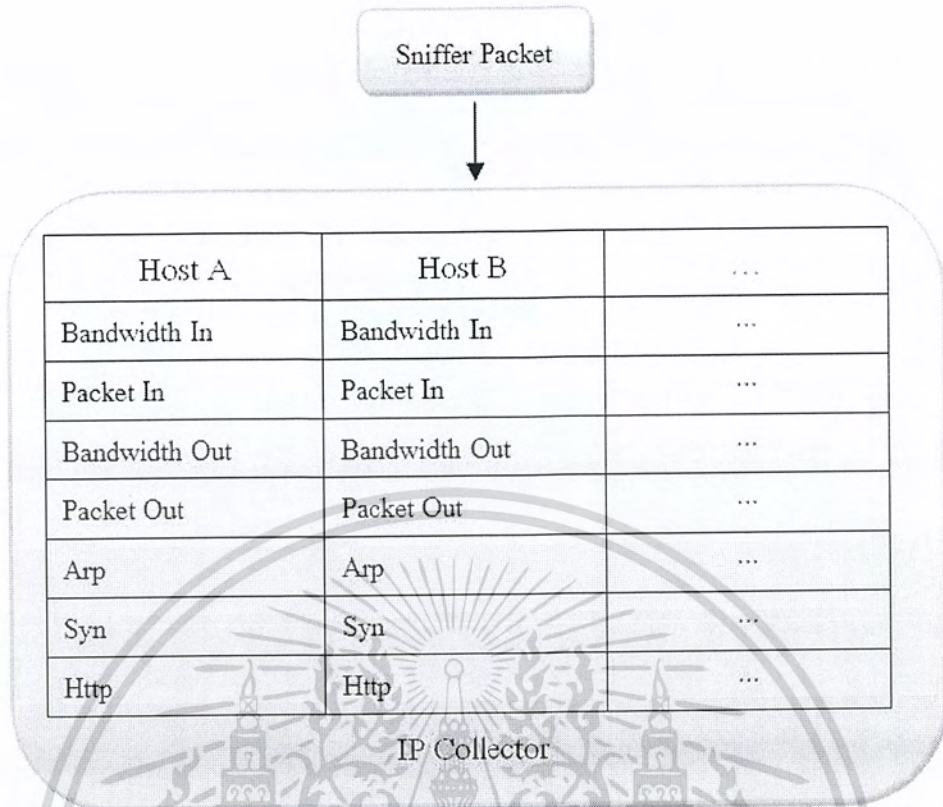 Sniffer Packet
Host A Host B ...
Bandwidth In Bandwidth In ...
Packet In Packet In ...
Bandwidth Out Bandwidth Out ...
Packet Out Packet Out ...
Arp Arp ...
Syn Syn ...
Http Http ...
IP Collector